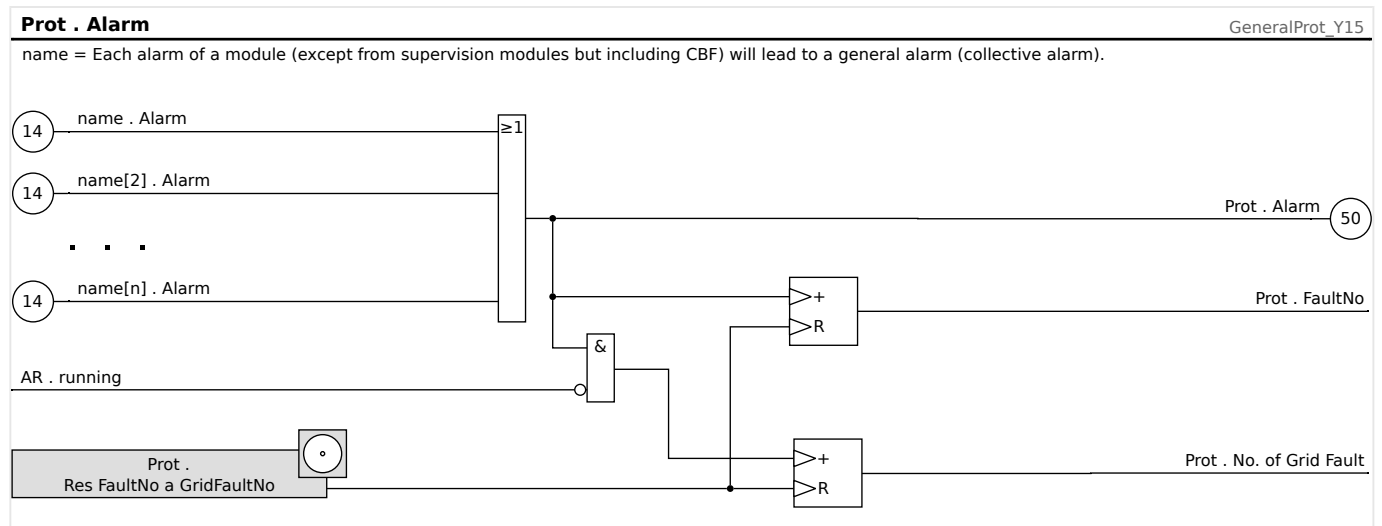 Prot . Alarm
GeneralProt_Y15
name = Each alarm of a module (except from supervision modules but including CBF) will lead to a general alarm (collective alarm).
14
name . Alarm
≥1
14
name[2] . Alarm
Prot . Alarm
50
14
name[n] . Alarm
+
Prot . FaultNo
R
&
AR . running
Prot .
Res FaultNo a GridFaultNo
+
Prot . No. of Grid Fault
R